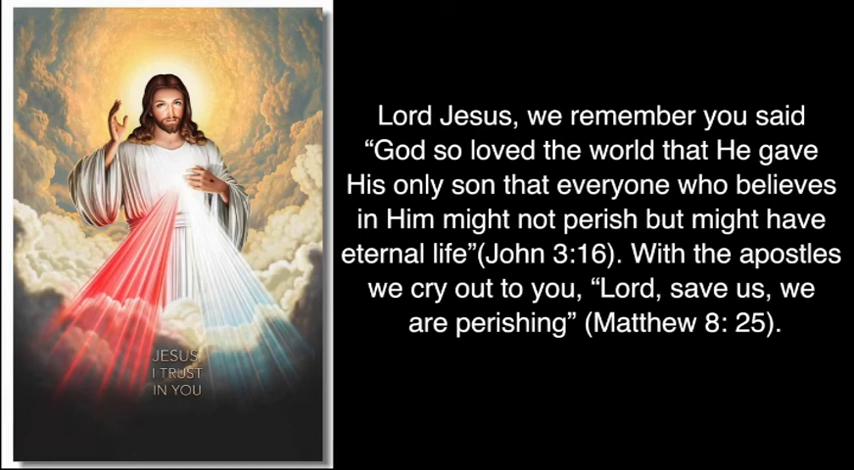 JESUS,
I TRUST
IN YOU
Lord Jesus, we remember you said
“God so loved the world that He gave
His only son that everyone who believes
in Him might not perish but might have
eternal life”(John 3:16). With the apostles
we cry out to you, “Lord, save us, we
are perishing” (Matthew 8: 25).